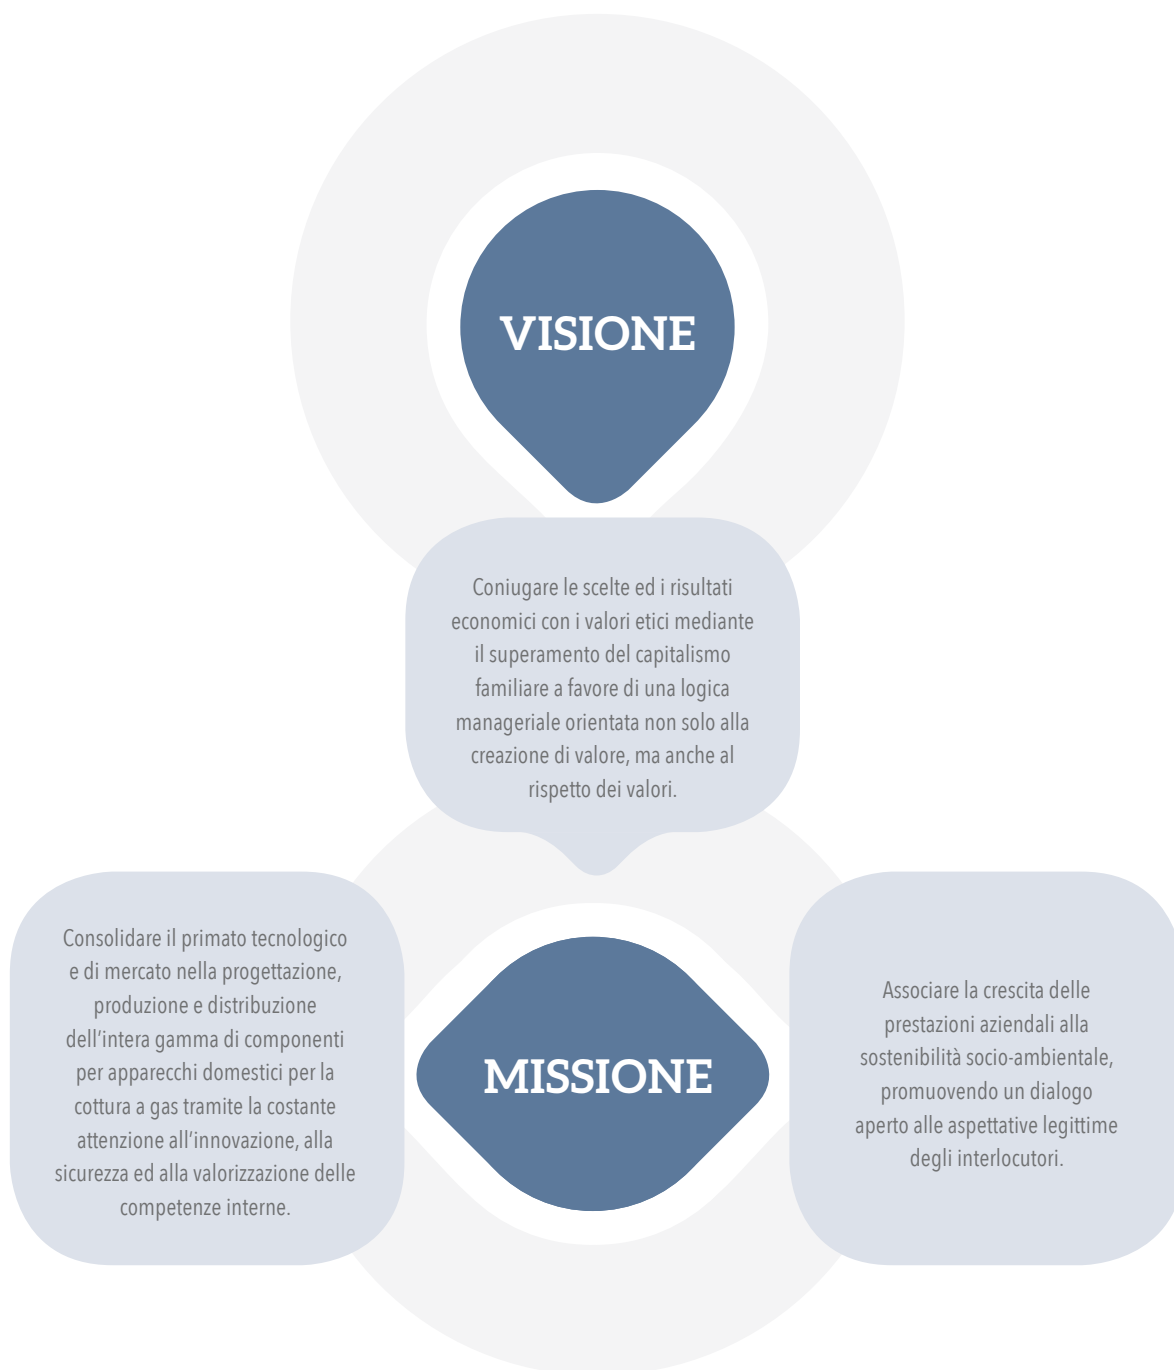 VISIONE
Coniugare le scelte ed i risultati
economici con i valori etici mediante
il superamento del capitalismo
familiare a favore di una logica
manageriale orientata non solo alla
creazione di valore, ma anche al
rispetto dei valori.
MISSIONE
Consolidare il primato tecnologico
e di mercato nella progettazione,
produzione e distribuzione
dell’intera gamma di componenti
per apparecchi domestici per la
cottura a gas tramite la costante
attenzione all’innovazione, alla
sicurezza ed alla valorizzazione delle
competenze interne.
Associare la crescita delle
prestazioni aziendali alla
sostenibilità socio-ambientale,
promuovendo un dialogo
aperto alle aspettative legittime
degli interlocutori.